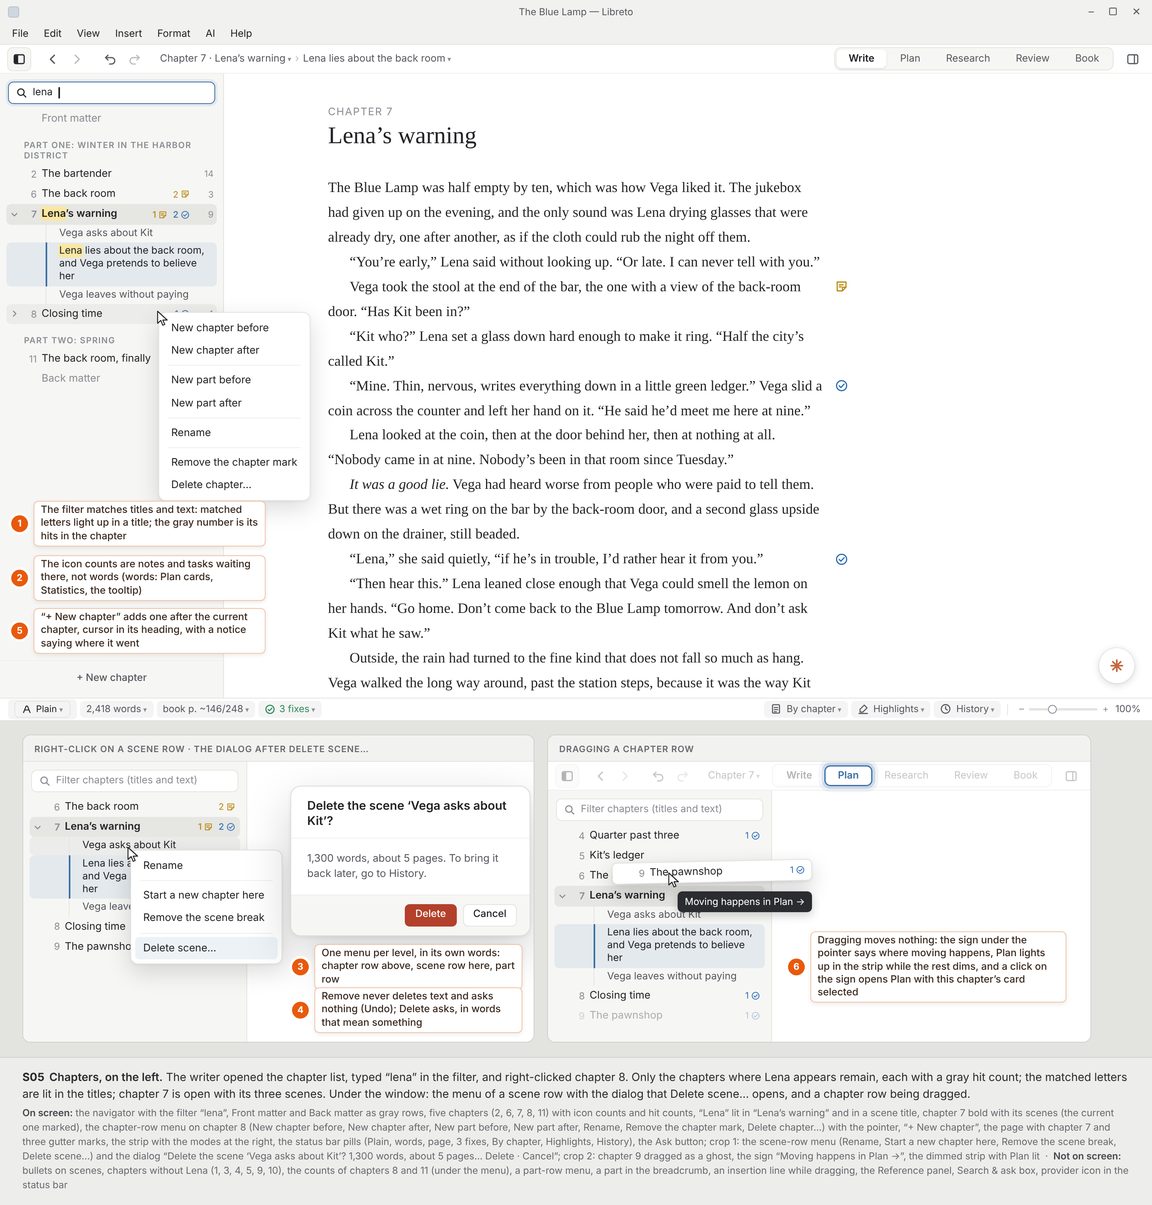 The Blue Lamp — Libreto
File Edit View Insert Format AI Help
Chapter 7 · Lena’s warning › Lena lies about the back room
Write Plan Research Review Book
lena
Front matter
PART ONE: WINTER IN THE HARBOR
DISTRICT
2 The bartender 14
6 The back room 2 3
7 Lena’s warning 1 2 9
Vega asks about Kit
Lena lies about the back room,
and Vega pretends to believe
her
Vega leaves without paying
8 Closing time
PART TWO: SPRING
11 The back room, finally
Back matter
New chapter before
New chapter after
New part before
New part after
Rename
Remove the chapter mark
Delete chapter...
1 The filter matches titles and text: matched
letters light up in a title; the gray number is its
hits in the chapter
2 The icon counts are notes and tasks waiting
there, not words (words: Plan cards,
Statistics, the tooltip)
5 “+ New chapter” adds one after the current
chapter, cursor in its heading, with a notice
saying where it went
+ New chapter
CHAPTER 7
Lena’s warning
The Blue Lamp was half empty by ten, which was how Vega liked it. The jukebox
had given up on the evening, and the only sound was Lena drying glasses that were
already dry, one after another, as if the cloth could rub the night off them.
“You’re early,” Lena said without looking up. “Or late. I can never tell with you.”
Vega took the stool at the end of the bar, the one with a view of the back-room
door. “Has Kit been in?”
“Kit who?” Lena set a glass down hard enough to make it ring. “Half the city’s
called Kit.”
“Mine. Thin, nervous, writes everything down in a little green ledger.” Vega slid a
coin across the counter and left her hand on it. “He said he’d meet me here at nine.”
Lena looked at the coin, then at the door behind her, then at nothing at all.
“Nobody came in at nine. Nobody’s been in that room since Tuesday.”
It was a good lie. Vega had heard worse from people who were paid to tell them.
But there was a wet ring on the bar by the back-room door, and a second glass upside
down on the drainer, still beaded.
“Lena,” she said quietly, “if he’s in trouble, I’d rather hear it from you.”
“Then hear this.” Lena leaned close enough that Vega could smell the lemon on
her hands. “Go home. Don’t come back to the Blue Lamp tomorrow. And don’t ask
Kit what he saw.”
Outside, the rain had turned to the fine kind that does not fall so much as hang.
Vega walked the long way around, past the station steps, because it was the way Kit
Plain 2,418 words book p. ~146/248 3 fixes By chapter Highlights History − + 100%
RIGHT-CLICK ON A SCENE ROW · THE DIALOG AFTER DELETE SCENE...
Filter chapters (titles and text)
6 The back room 2
7 Lena’s warning 1 2
Vega asks about Kit
Lena lies a
and Vega
her
Vega leave
8 Closing time
9 The pawnsho
Rename
Start a new chapter here
Remove the scene break
Delete scene...
Delete the scene ‘Vega asks about
Kit’?
1,300 words, about 5 pages. To bring it
back later, go to History.
Delete Cancel
3 One menu per level, in its own words:
chapter row above, scene row here, part
row
4 Remove never deletes text and asks
nothing (Undo); Delete asks, in words
that mean something
DRAGGING A CHAPTER ROW
Chapter 7 Write Plan Research Review Book
Filter chapters (titles and text)
4 Quarter past three 1
5 Kit’s ledger
6 The
9 The pawnshop 1
7 Lena’s warning
Moving happens in Plan →
Vega asks about Kit
Lena lies about the back room,
and Vega pretends to believe
her
Vega leaves without paying
8 Closing time 1
9 The pawnshop 1
6 Dragging moves nothing: the sign under the
pointer says where moving happens, Plan lights
up in the strip while the rest dims, and a click on
the sign opens Plan with this chapter’s card
selected
S05 Chapters, on the left. The writer opened the chapter list, typed “lena” in the filter, and right-clicked chapter 8. Only the chapters where Lena appears remain, each with a gray hit count; the matched letters
are lit in the titles; chapter 7 is open with its three scenes. Under the window: the menu of a scene row with the dialog that Delete scene... opens, and a chapter row being dragged.
On screen: the navigator with the filter “lena”, Front matter and Back matter as gray rows, five chapters (2, 6, 7, 8, 11) with icon counts and hit counts, “Lena” lit in “Lena’s warning” and in a scene title, chapter 7 bold with its scenes (the current
one marked), the chapter-row menu on chapter 8 (New chapter before, New chapter after, New part before, New part after, Rename, Remove the chapter mark, Delete chapter...) with the pointer, “+ New chapter”, the page with chapter 7 and
three gutter marks, the strip with the modes at the right, the status bar pills (Plain, words, page, 3 fixes, By chapter, Highlights, History), the Ask button; crop 1: the scene-row menu (Rename, Start a new chapter here, Remove the scene break,
Delete scene...) and the dialog “Delete the scene ‘Vega asks about Kit’? 1,300 words, about 5 pages... Delete · Cancel”; crop 2: chapter 9 dragged as a ghost, the sign “Moving happens in Plan →”, the dimmed strip with Plan lit · Not on screen:
bullets on scenes, chapters without Lena (1, 3, 4, 5, 9, 10), the counts of chapters 8 and 11 (under the menu), a part-row menu, a part in the breadcrumb, an insertion line while dragging, the Reference panel, Search & ask box, provider icon in the
status bar